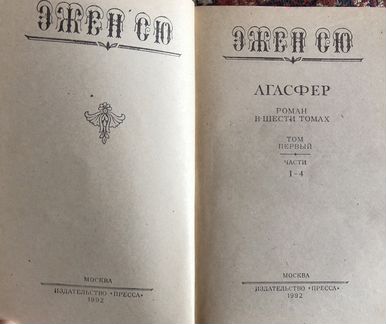 ЭЖЕН СЮ
МОСКВА
ИЗДАТЕЛЬСТВО «ПРЕССА»
1992
ЭЖЕН СЮ
АГАСФЕР
РОМАН
В ШЕСТИ ТОМАХ
ТОМ
ПЕРВЫЙ
ЧАСТИ
1–4
МОСКВА
ИЗДАТЕЛЬСТВО «ПРЕССА»
1992